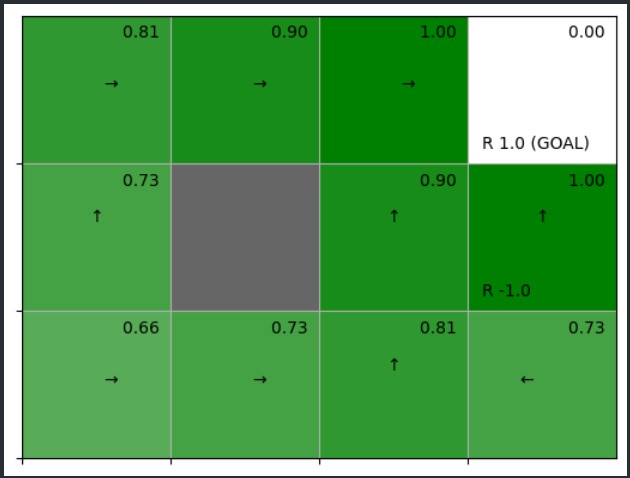 0.81 0.90 1.00 0.00
→ → →
R 1.0 (GOAL)
0.73 0.90 1.00
↑ ↑ ↑
R -1.0
0.66 0.73 0.81 0.73
→ → ↑ ←